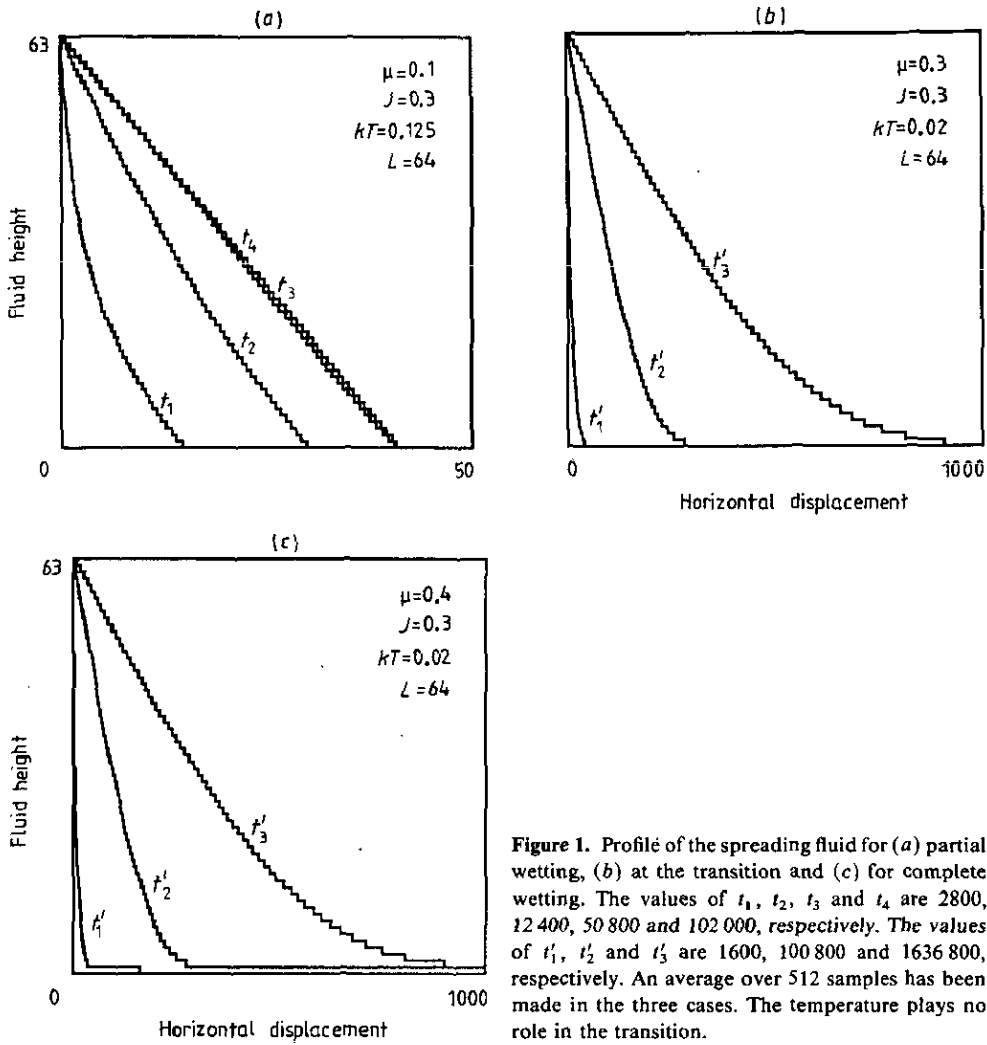 (a)
63
μ=0.1
J=0.3
kT=0.125
L=64
Fluid height
t₁
t₂
t₃
t₄
0
50
(b)
μ=0.3
J=0.3
kT=0.02
L=64
t′₁
t′₂
t′₃
0
1000
Horizontal displacement
(c)
63
μ=0.4
J=0.3
kT=0.02
L=64
Fluid height
t′₁
t′₂
t′₃
0
1000
Horizontal displacement
Figure 1. Profile of the spreading fluid for (a) partial
wetting, (b) at the transition and (c) for complete
wetting. The values of t₁, t₂, t₃ and t₄ are 2800,
12 400, 50 800 and 102 000, respectively. The values
of t′₁, t′₂ and t′₃ are 1600, 100 800 and 1636 800,
respectively. An average over 512 samples has been
made in the three cases. The temperature plays no
role in the transition.